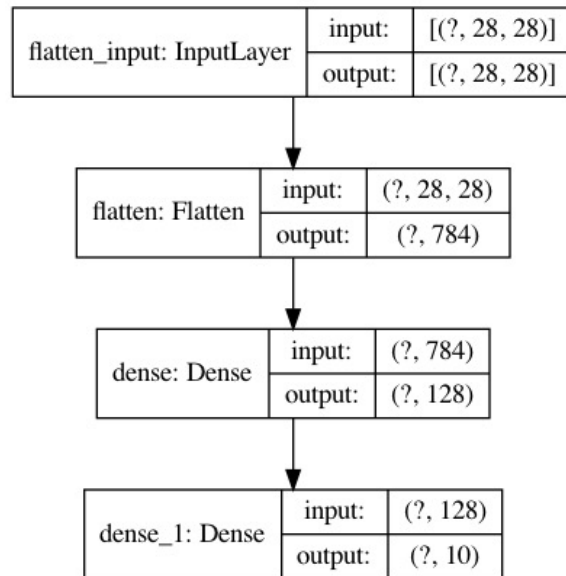 flatten_input: InputLayer
input: [(?, 28, 28)]
output: [(?, 28, 28)]
flatten: Flatten
input: (?, 28, 28)
output: (?, 784)
dense: Dense
input: (?, 784)
output: (?, 128)
dense_1: Dense
input: (?, 128)
output: (?, 10)